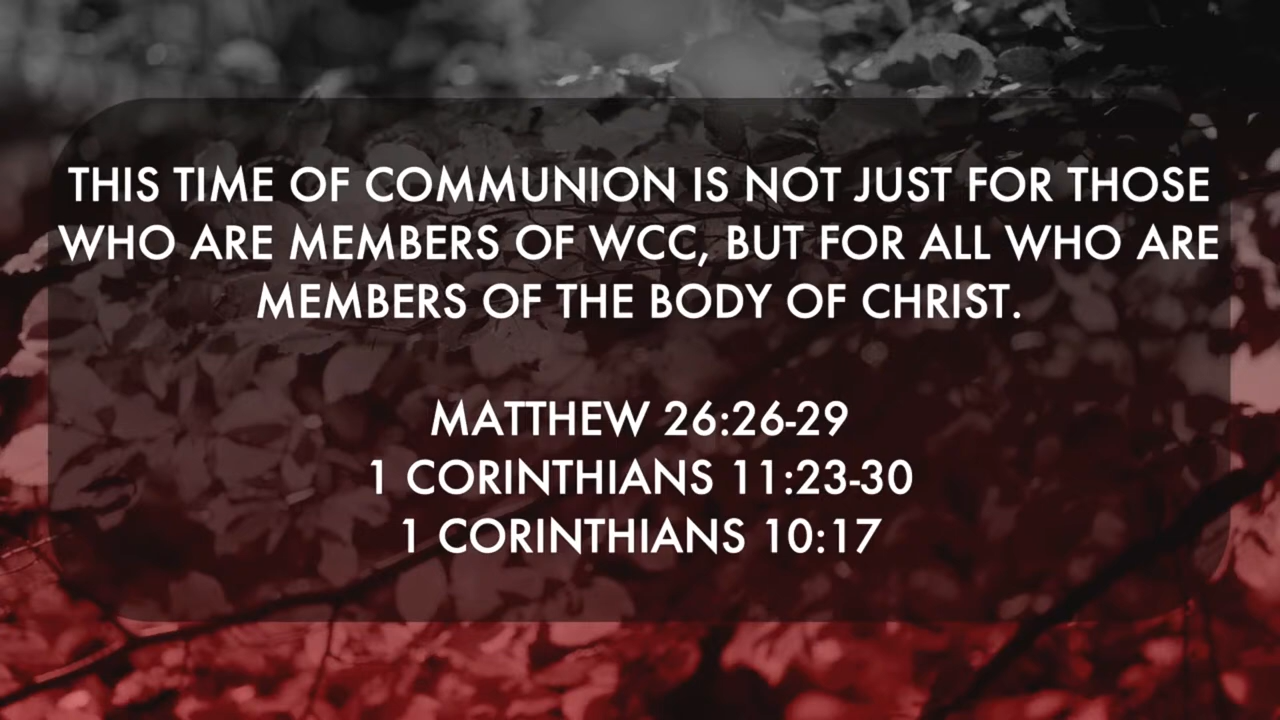 THIS TIME OF COMMUNION IS NOT JUST FOR THOSE
WHO ARE MEMBERS OF WCC, BUT FOR ALL WHO ARE
MEMBERS OF THE BODY OF CHRIST.
MATTHEW 26:26-29
1 CORINTHIANS 11:23-30
1 CORINTHIANS 10:17